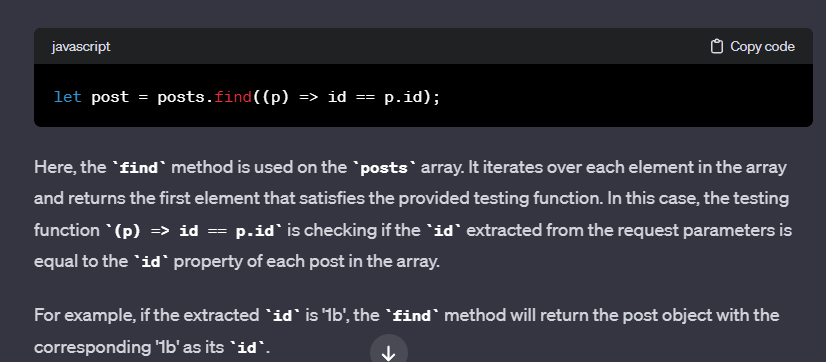 javascript
Copy code
let post = posts.find((p) => id == p.id);
Here, the `find` method is used on the `posts` array. It iterates over each element in the array
and returns the first element that satisfies the provided testing function. In this case, the testing
function `(p) => id == p.id` is checking if the `id` extracted from the request parameters is
equal to the `id` property of each post in the array.
For example, if the extracted `id` is '1b', the `find` method will return the post object with the
corresponding '1b' as its `id`.